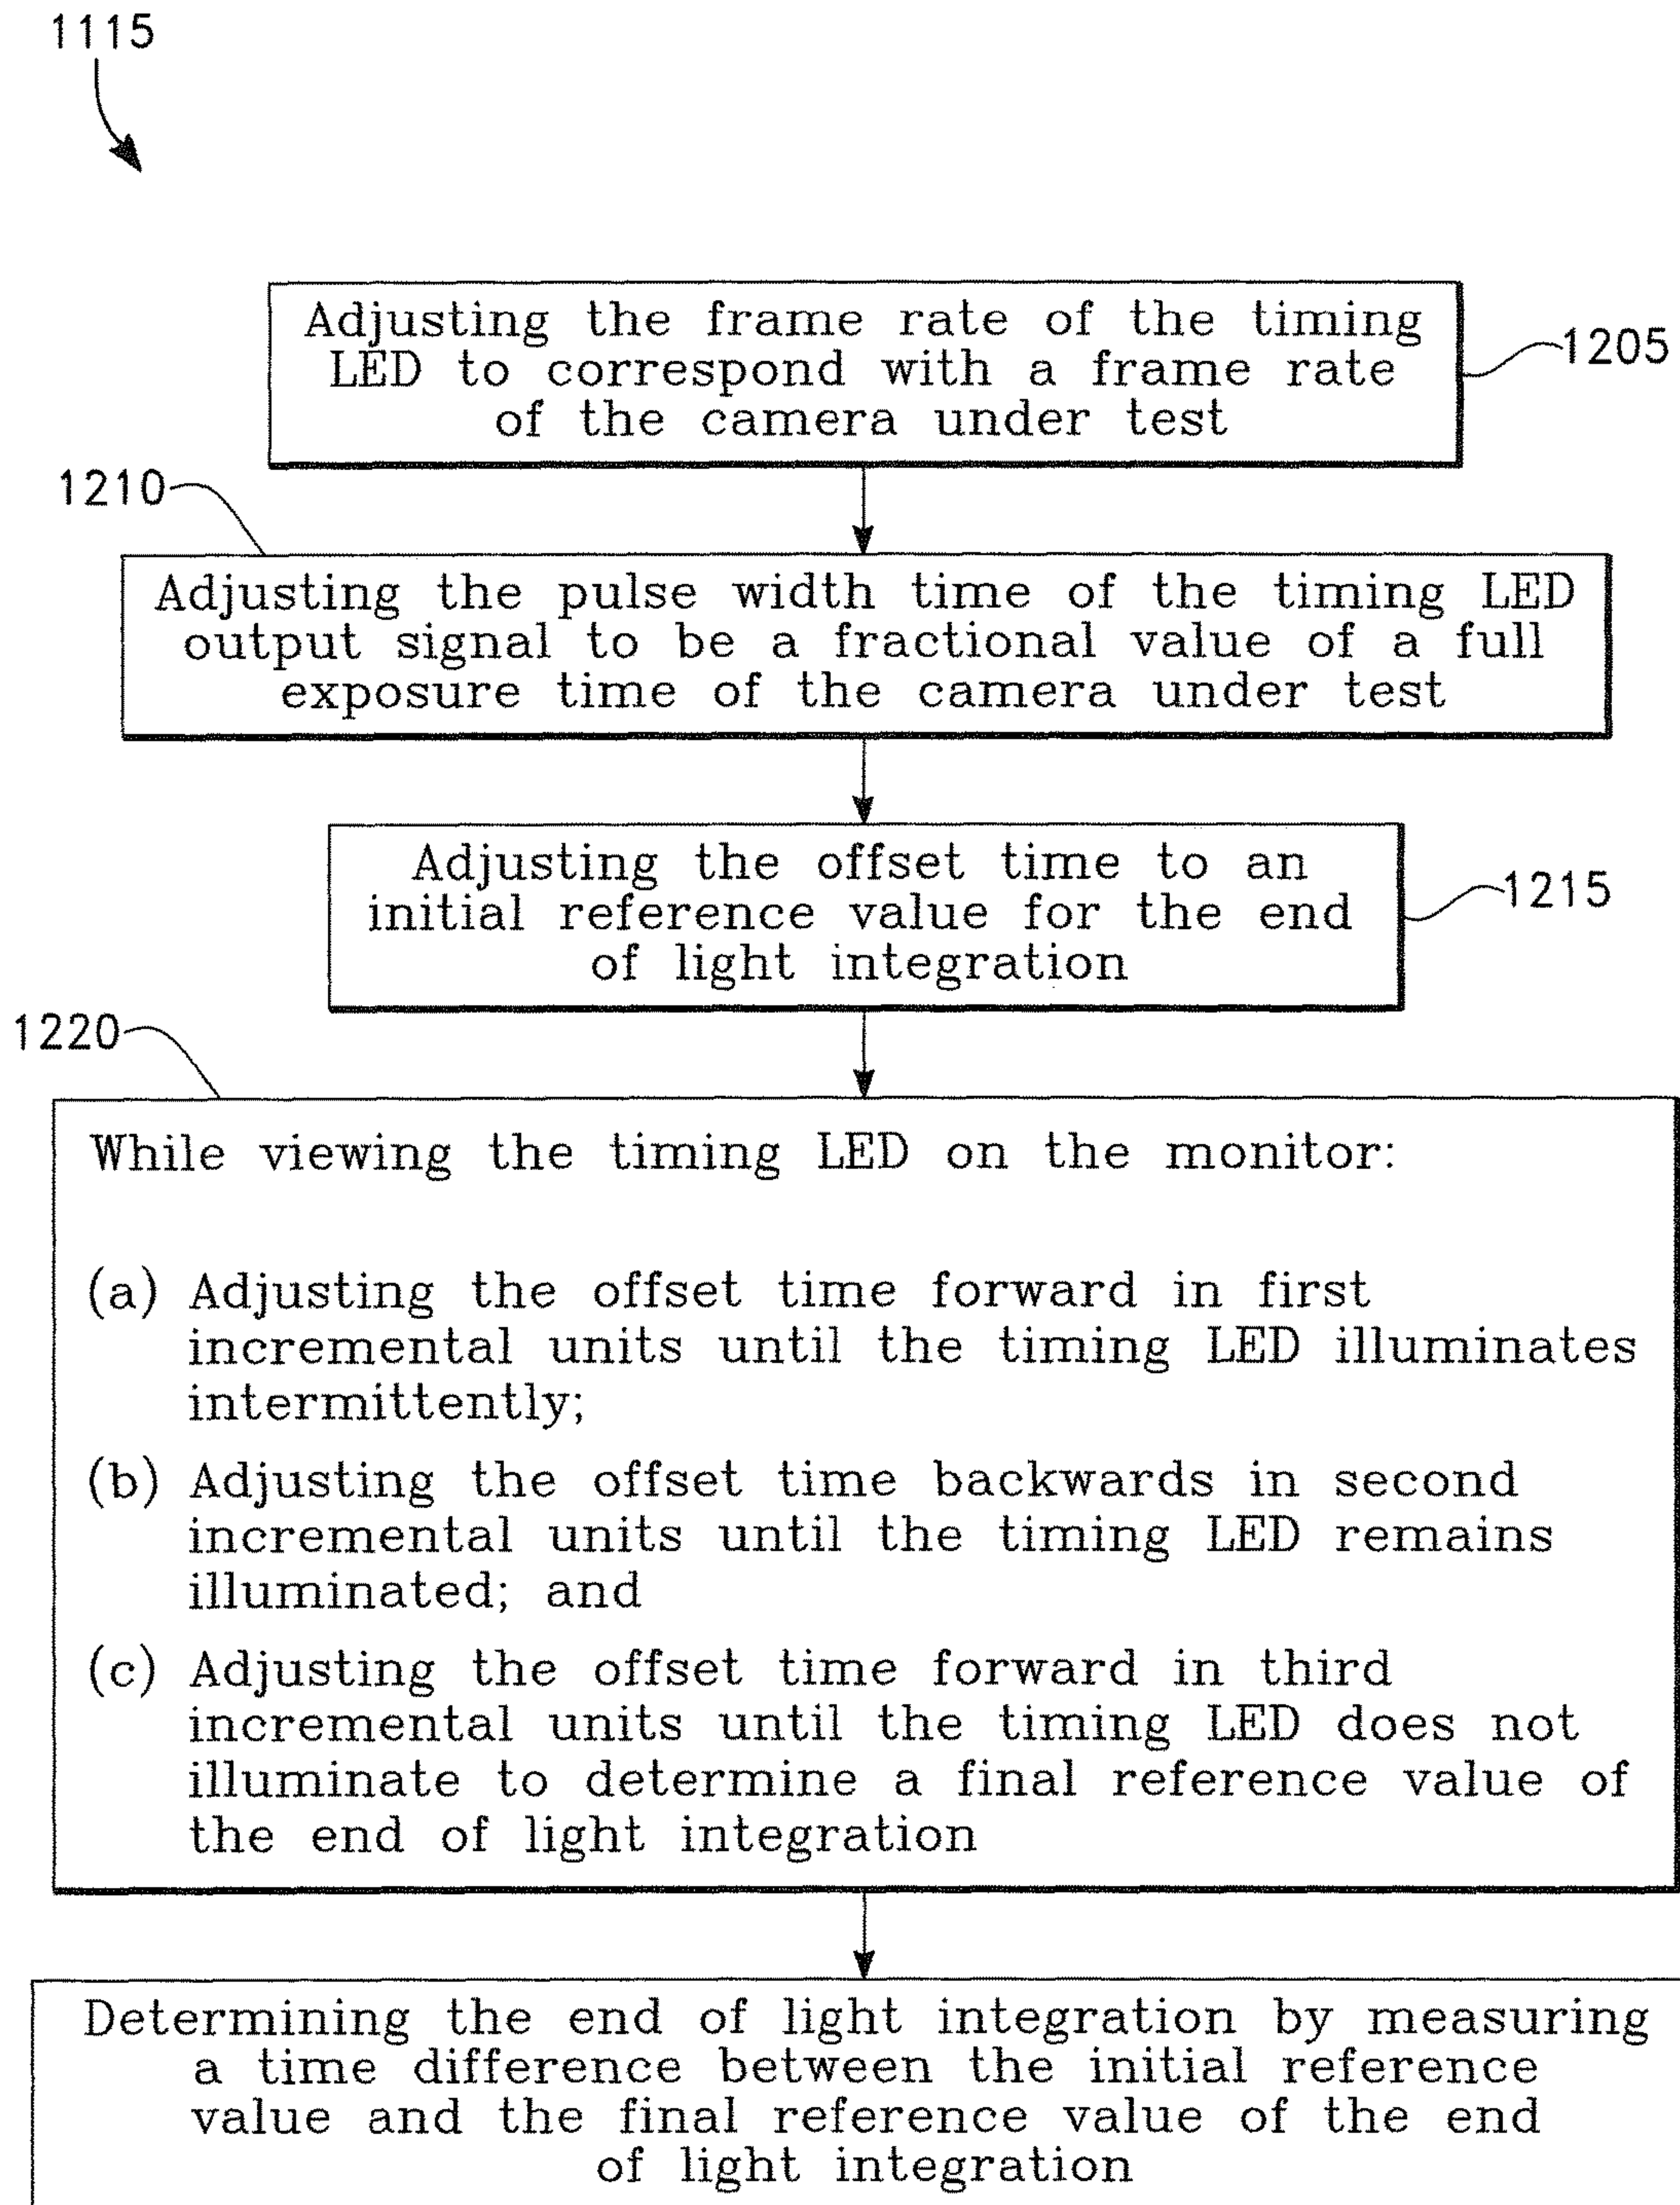 1115
Adjusting the frame rate of the timing
LED to correspond with a frame rate
of the camera under test
1205
1210
Adjusting the pulse width time of the timing LED
output signal to be a fractional value of a full
exposure time of the camera under test
Adjusting the offset time to an
initial reference value for the end
of light integration
1215
1220
While viewing the timing LED on the monitor:
(a) Adjusting the offset time forward in first
incremental units until the timing LED illuminates
intermittently;
(b) Adjusting the offset time backwards in second
incremental units until the timing LED remains
illuminated; and
(c) Adjusting the offset time forward in third
incremental units until the timing LED does not
illuminate to determine a final reference value of
the end of light integration
Determining the end of light integration by measuring
a time difference between the initial reference
value and the final reference value of the end
of light integration